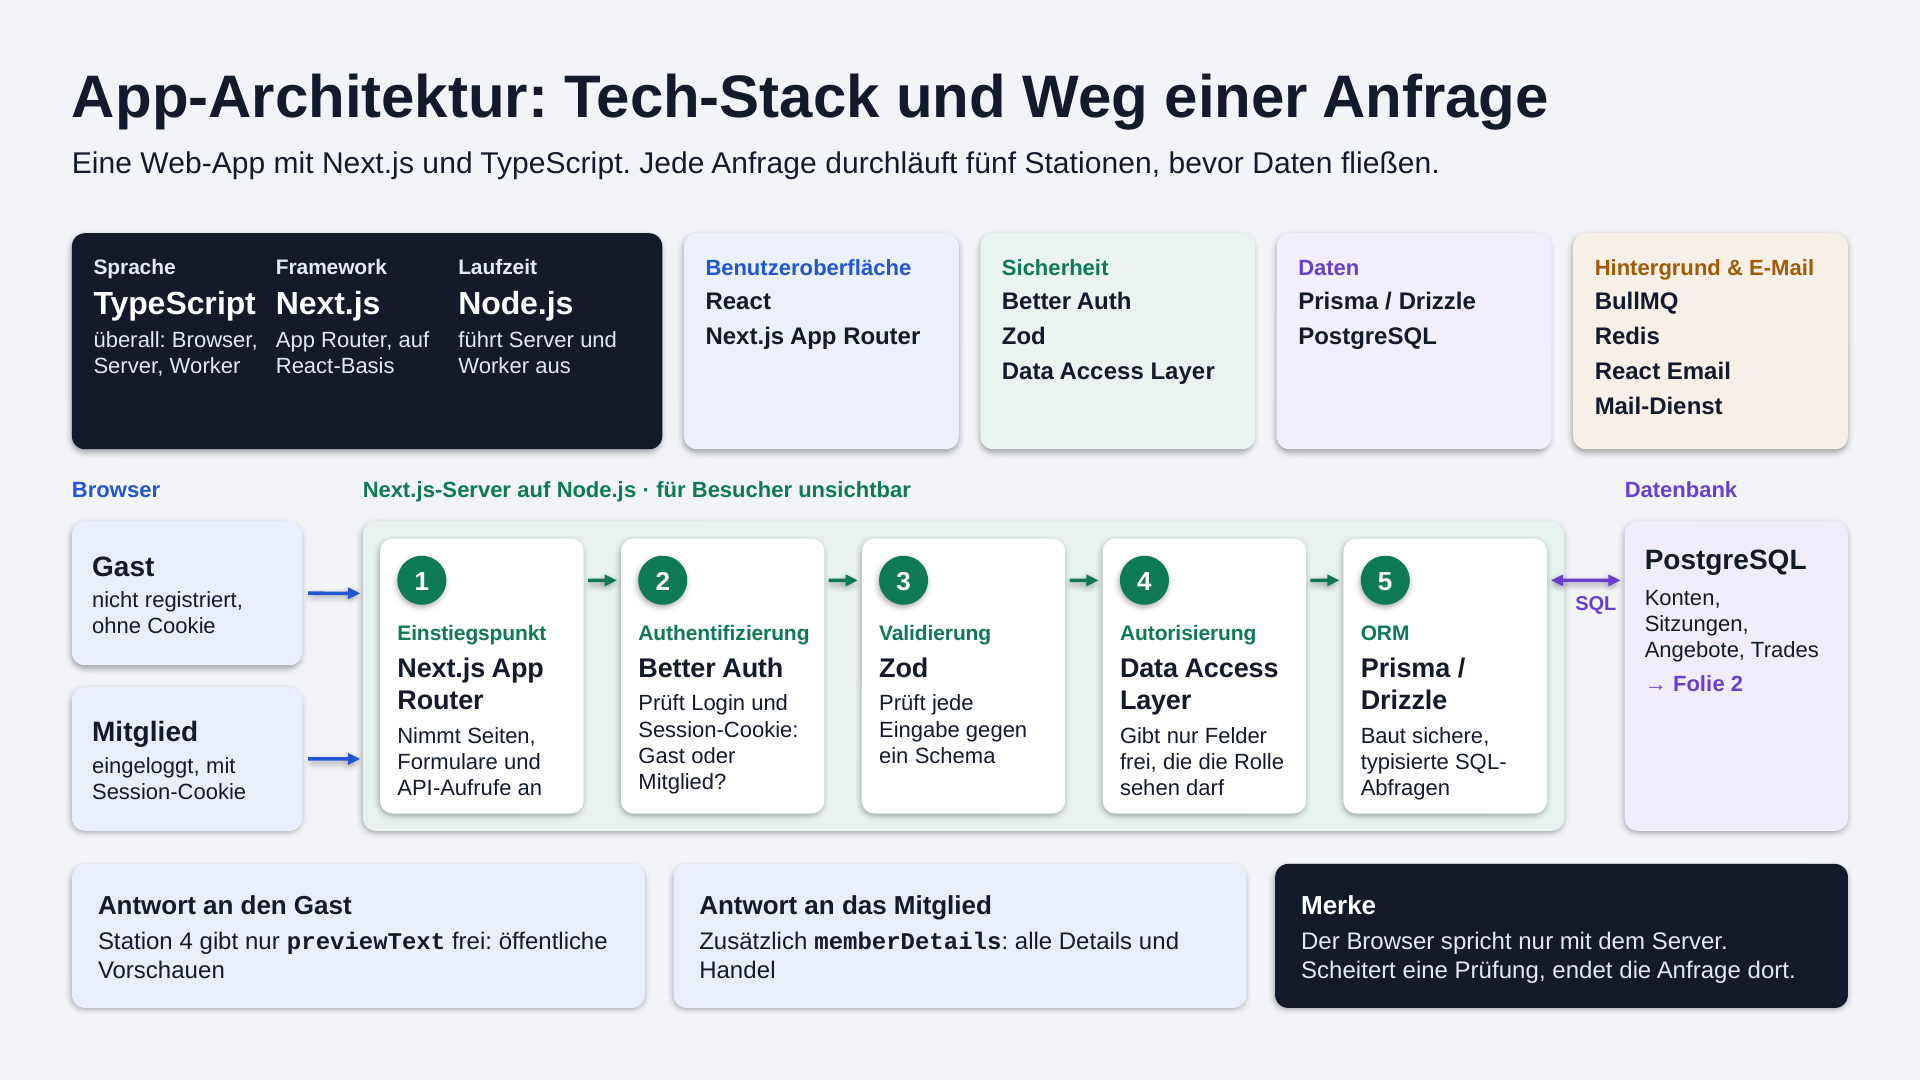 App-Architektur: Tech-Stack und Weg einer Anfrage
Eine Web-App mit Next.js und TypeScript. Jede Anfrage durchläuft fünf Stationen, bevor Daten fließen.
Sprache
TypeScript
überall: Browser,
Server, Worker
Framework
Next.js
App Router, auf
React-Basis
Laufzeit
Node.js
führt Server und
Worker aus
Benutzeroberfläche
React
Next.js App Router
Sicherheit
Better Auth
Zod
Data Access Layer
Daten
Prisma / Drizzle
PostgreSQL
Hintergrund & E-Mail
BullMQ
Redis
React Email
Mail-Dienst
Browser
Gast
nicht registriert,
ohne Cookie
Mitglied
eingeloggt, mit
Session-Cookie
Next.js-Server auf Node.js · für Besucher unsichtbar
1
Einstiegspunkt
Next.js App
Router
Nimmt Seiten,
Formulare und
API-Aufrufe an
2
Authentifizierung
Better Auth
Prüft Login und
Session-Cookie:
Gast oder
Mitglied?
3
Validierung
Zod
Prüft jede
Eingabe gegen
ein Schema
4
Autorisierung
Data Access
Layer
Gibt nur Felder
frei, die die Rolle
sehen darf
5
ORM
Prisma /
Drizzle
Baut sichere,
typisierte SQL-
Abfragen
SQL
Datenbank
PostgreSQL
Konten,
Sitzungen,
Angebote, Trades
→ Folie 2
Antwort an den Gast
Station 4 gibt nur previewText frei: öffentliche
Vorschauen
Antwort an das Mitglied
Zusätzlich memberDetails: alle Details und
Handel
Merke
Der Browser spricht nur mit dem Server.
Scheitert eine Prüfung, endet die Anfrage dort.